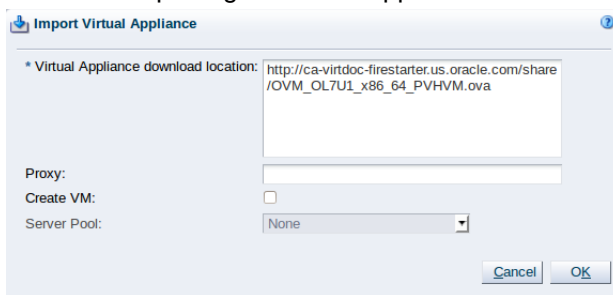 Import Virtual Appliance
* Virtual Appliance download location:
http://ca-virtdoc-firestarter.us.oracle.com/share
/OVM_OL7U1_x86_64_PVHVM.ova
Proxy:
Create VM:
Server Pool:
None
Cancel
OK